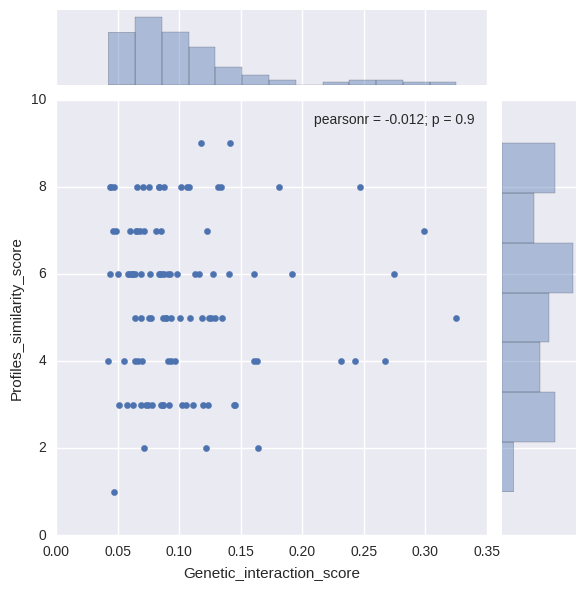 10
pearsonr = -0.012; p = 0.9
8
6
4
2
0
Profiles_similarity_score
0.00 0.05 0.10 0.15 0.20 0.25 0.30 0.35
Genetic_interaction_score